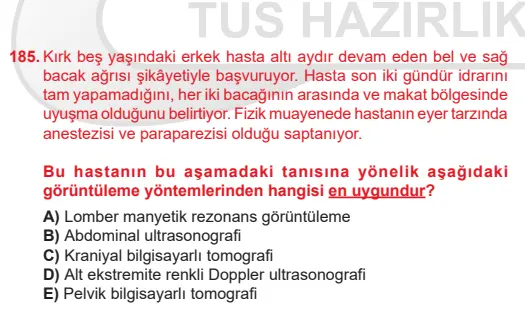 TUS HAZIRLIK
185. Kırk beş yaşındaki erkek hasta altı aydır devam eden bel ve sağ
bacak ağrısı şikâyetiyle başvuruyor. Hasta son iki gündür idrarını
tam yapamadığını, her iki bacağının arasında ve makat bölgesinde
uyuşma olduğunu belirtiyor. Fizik muayenede hastanın eyer tarzında
anestezisi ve paraparezisi olduğu saptanıyor.
Bu hastanın bu aşamadaki tanısına yönelik aşağıdaki
görüntüleme yöntemlerinden hangisi en uygundur?
A) Lomber manyetik rezonans görüntüleme
B) Abdominal ultrasonografi
C) Kraniyal bilgisayarlı tomografi
D) Alt ekstremite renkli Doppler ultrasonografi
E) Pelvik bilgisayarlı tomografi